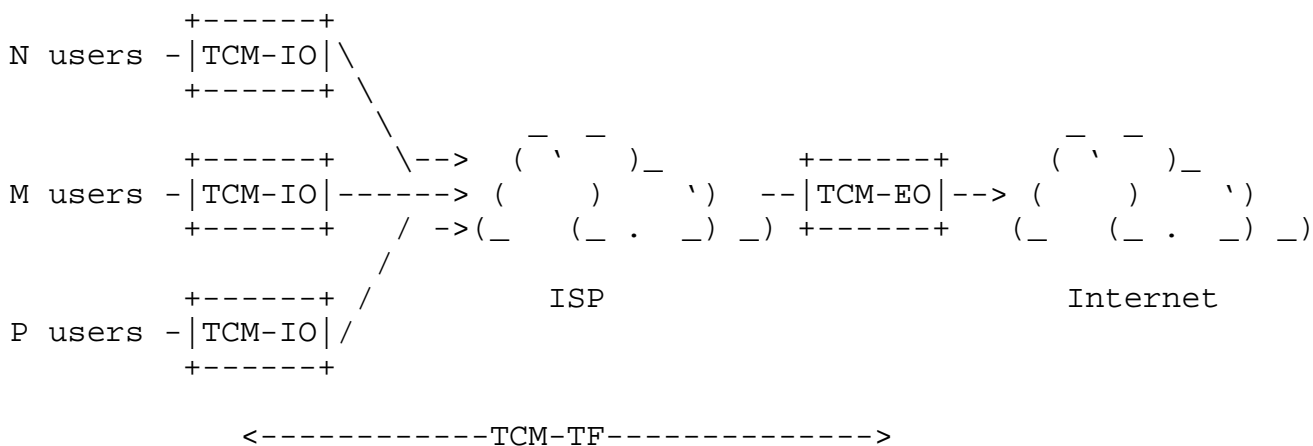 +------+
N users -|TCM-IO|\
              +------+ \
                        \            _  _                          _  _
              +------+   \-->  (  `   )_         +------+     (  `   )_
M users -|TCM-IO|------> (     )    `)  --|TCM-EO|--> (     )    `)
              +------+   / ->(_   (_ .  _) _) +------+    (_   (_ .  _) _)
                        /
              +------+ /           ISP                        Internet
P users -|TCM-IO|/
              +------+
<------------TCM-TF-------------->